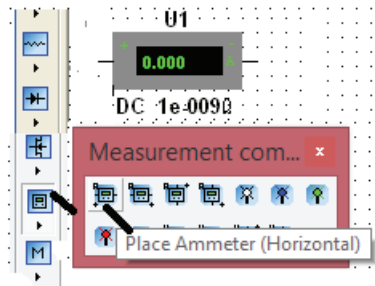 U1
+ -
0.000 A
DC 1e-009Ω
Measurement com... x
Place Ammeter (Horizontal)
M